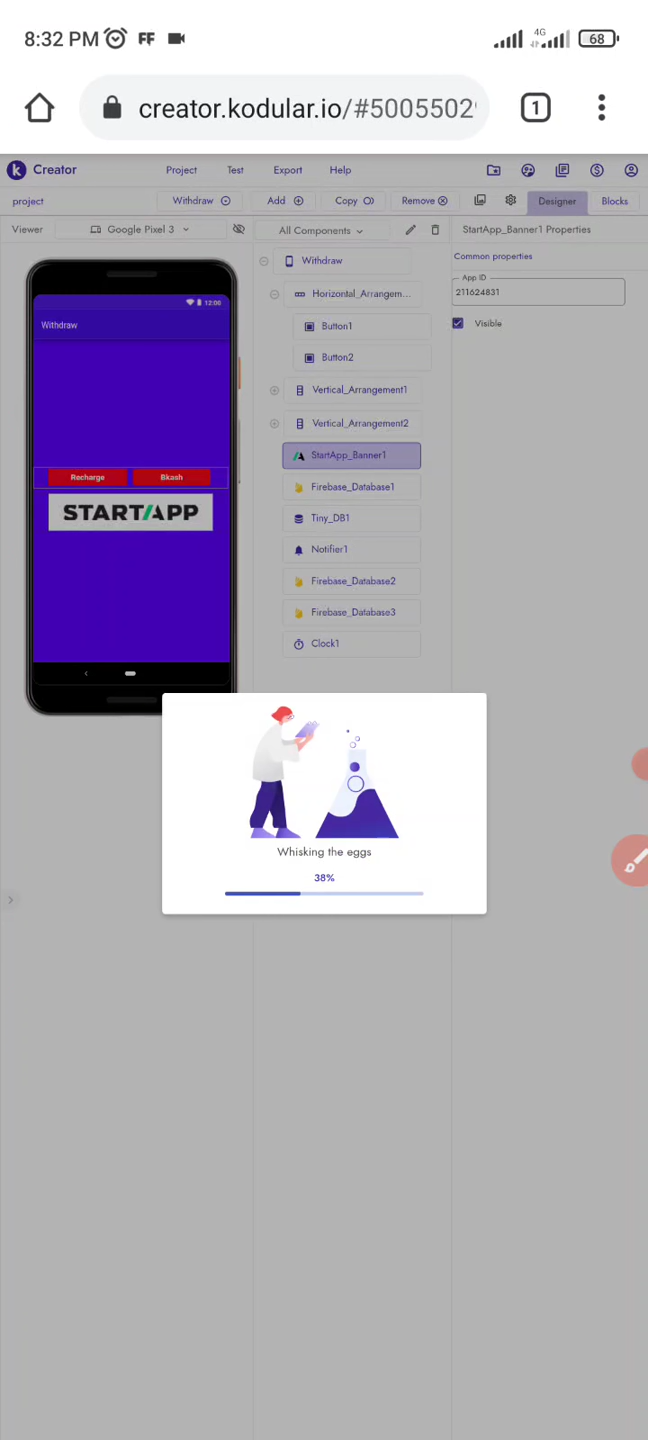 8:32 PM FF 4G 68
creator.kodular.io/#5005502 1
Creator Project Test Export Help
project Withdraw Add Copy Remove Designer Blocks
Viewer Google Pixel 3 All Components StartApp_Banner1 Properties
Common properties
App ID
211624831
Visible
12:00
Withdraw
Recharge Bkash
STARTAPP
Withdraw
Horizontal_Arrangem...
Button1
Button2
Vertical_Arrangement1
Vertical_Arrangement2
StartApp_Banner1
Firebase_Database1
Tiny_DB1
Notifier1
Firebase_Database2
Firebase_Database3
Clock1
Whisking the eggs
38%